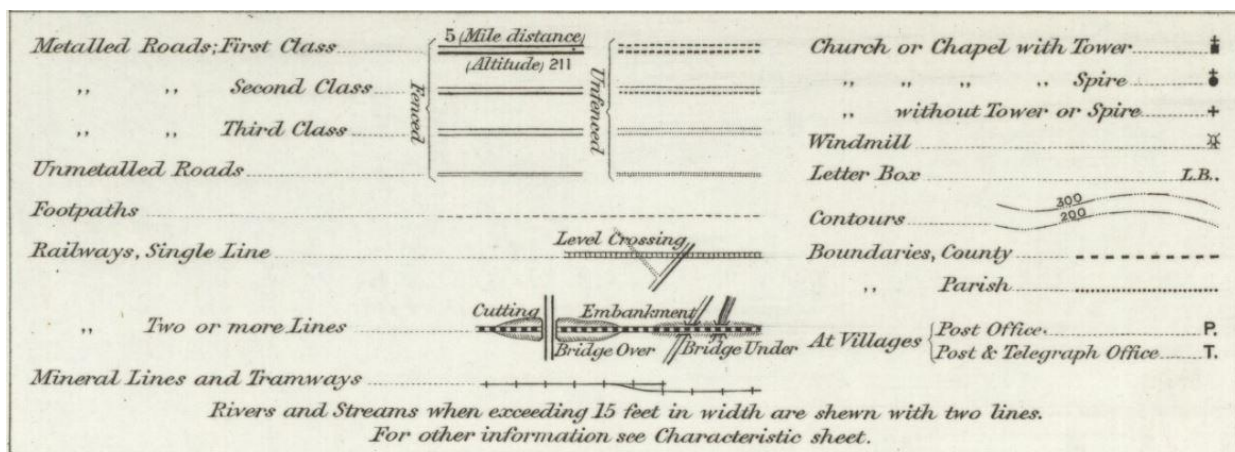 Metalled Roads; First Class
5 (Mile distance)
(Altitude) 211
„ „ Second Class
„ „ Third Class
Unmetalled Roads
Fenced
Unfenced
Footpaths
Railways, Single Line
Level Crossing
„ Two or more Lines
Cutting
Embankment
Bridge Over
Bridge Under
Mineral Lines and Tramways
Church or Chapel with Tower
„ „ „ „ Spire
„ without Tower or Spire
Windmill
Letter Box L.B.
Contours
300
200
Boundaries, County
„ Parish
At Villages
Post Office P.
Post & Telegraph Office T.
Rivers and Streams when exceeding 15 feet in width are shewn with two lines.
For other information see Characteristic sheet.